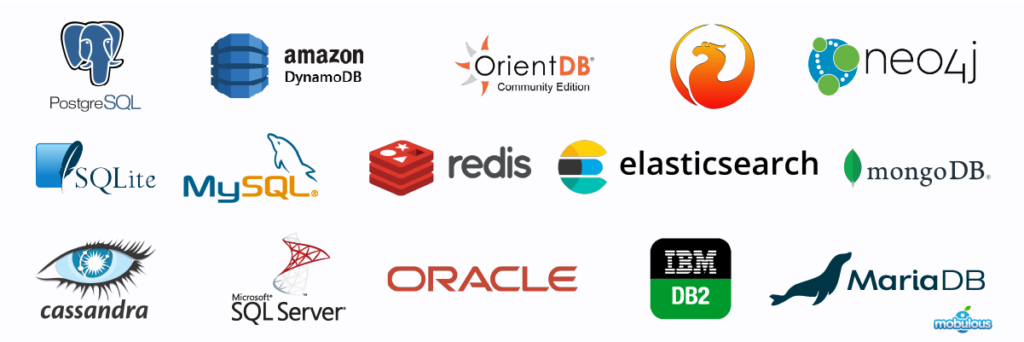 PostgreSQL
amazon
DynamoDB
OrientDB®
Community Edition
neo4j
SQLite
MySQL®
redis
elasticsearch
mongoDB®
cassandra
Microsoft®
SQL Server®
ORACLE
IBM
DB2
MariaDB
mobulous